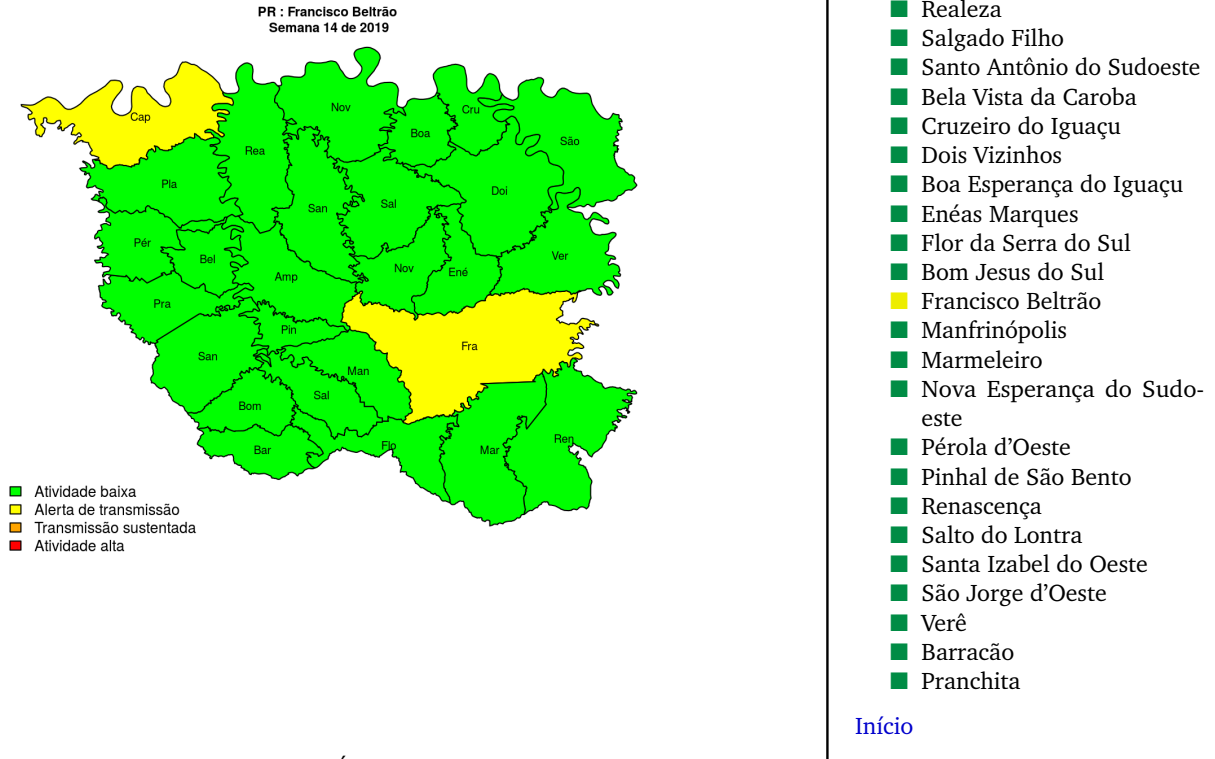 PR : Francisco Beltrão
Semana 14 de 2019
Cap
Nov
Cru
Boa
São
Rea
Pla
Doi
San
Sal
Pér
Bel
Ver
Nov
Ené
Amp
Pra
Pin
Fra
San
Man
Sal
Bom
Flo
Ren
Bar
Mar
Atividade baixa
Alerta de transmissão
Transmissão sustentada
Atividade alta
Realeza
Salgado Filho
Santo Antônio do Sudoeste
Bela Vista da Caroba
Cruzeiro do Iguaçu
Dois Vizinhos
Boa Esperança do Iguaçu
Enéas Marques
Flor da Serra do Sul
Bom Jesus do Sul
Francisco Beltrão
Manfrinópolis
Marmeleiro
Nova Esperança do Sudo-
este
Pérola d'Oeste
Pinhal de São Bento
Renascença
Salto do Lontra
Santa Izabel do Oeste
São Jorge d'Oeste
Verê
Barracão
Pranchita
Início